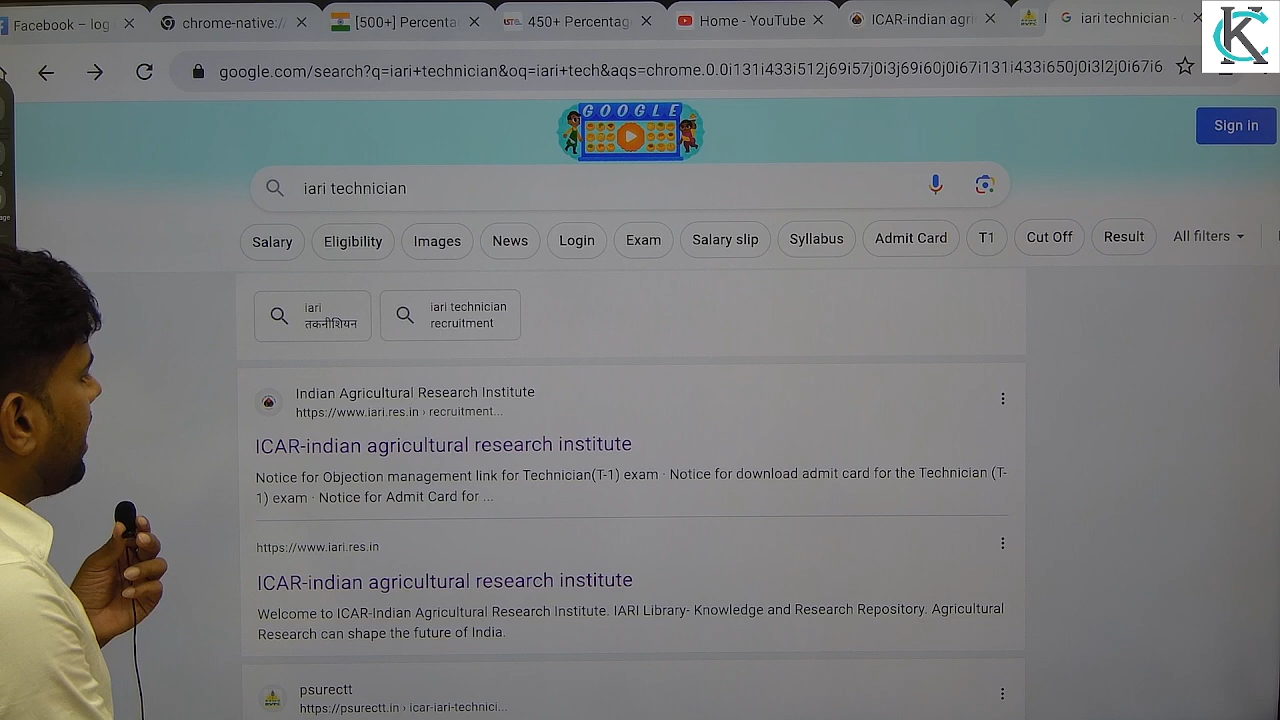 Facebook – log
chrome-native:/
[500+] Percenta
450+ Percentag
Home - YouTube
ICAR-indian agri
iari technician -
KC
google.com/search?q=iari+technician&oq=iari+tech&aqs=chrome.0.0i131i433i512j69i57j0i3j69i60j0i67i131i433i650j0i3l2j0i67i6
GOOGLE
Sign in
iari technician
Salary
Eligibility
Images
News
Login
Exam
Salary slip
Syllabus
Admit Card
T1
Cut Off
Result
All filters
iari
तकनीशियन
iari technician
recruitment
Indian Agricultural Research Institute
https://www.iari.res.in › recruitment...
ICAR-indian agricultural research institute
Notice for Objection management link for Technician(T-1) exam · Notice for download admit card for the Technician (T-
1) exam · Notice for Admit Card for ...
https://www.iari.res.in
ICAR-indian agricultural research institute
Welcome to ICAR-Indian Agricultural Research Institute. IARI Library- Knowledge and Research Repository. Agricultural
Research can shape the future of India.
psurectt
https://psurectt.in › icar-iari-technici...